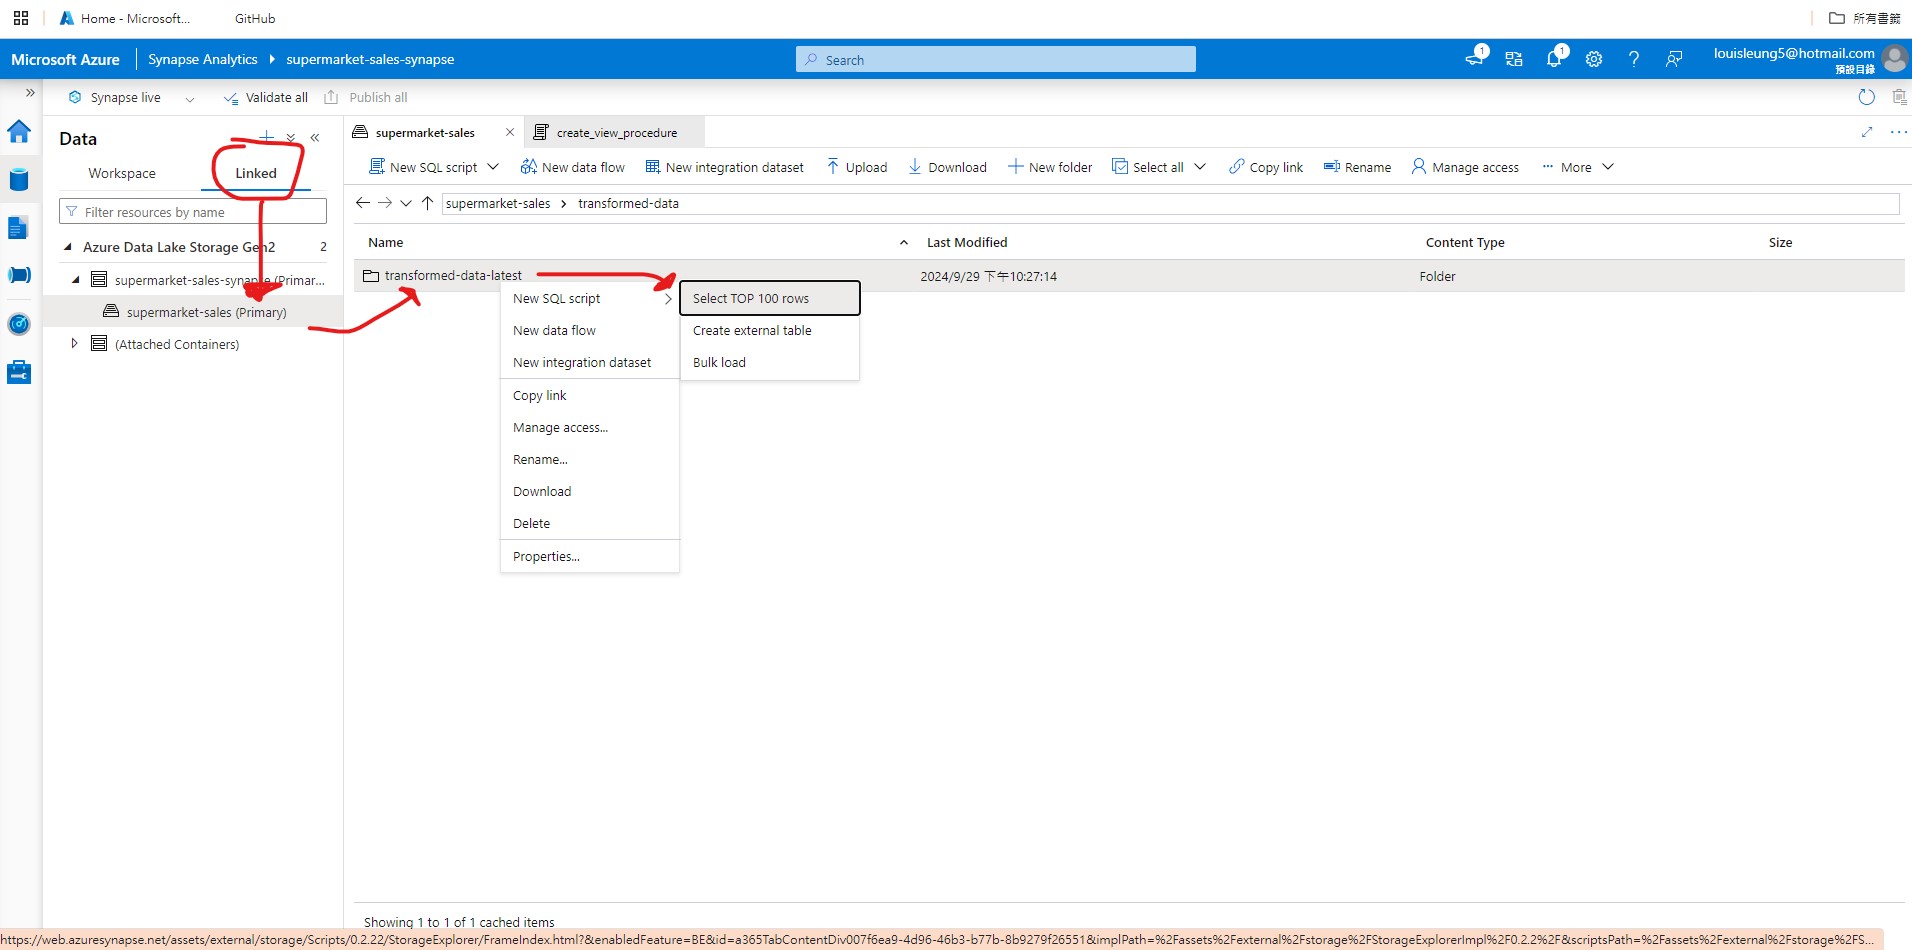 Home - Microsoft...
GitHub
所有書籤
Microsoft Azure
Synapse Analytics
supermarket-sales-synapse
Search
1
1
louisleung5@hotmail.com
預設目錄
Synapse live
Validate all
Publish all
Data
Workspace
Linked
Filter resources by name
Azure Data Lake Storage Gen2 2
supermarket-sales-synapse (Primar...
supermarket-sales (Primary)
(Attached Containers)
supermarket-sales
create_view_procedure
New SQL script
New data flow
New integration dataset
Upload
Download
New folder
Select all
Copy link
Rename
Manage access
More
supermarket-sales > transformed-data
Name
Last Modified
Content Type
Size
transformed-data-latest
2024/9/29 下午10:27:14
Folder
New SQL script
New data flow
New integration dataset
Copy link
Manage access...
Rename...
Download
Delete
Properties...
Select TOP 100 rows
Create external table
Bulk load
Showing 1 to 1 of 1 cached items
https://web.azuresynapse.net/assets/external/storage/Scripts/0.2.22/StorageExplorer/FrameIndex.html?&enabledFeature=BE&id=a365TabContentDiv007f6ea9-4d96-46b3-b77b-8b9279f26551&implPath=%2Fassets%2Fexternal%2Fstorage%2FStorageExplorerImpl%2F0.2.2%2F&scriptsPath=%2Fassets%2Fexternal%2Fstorage%2FS...